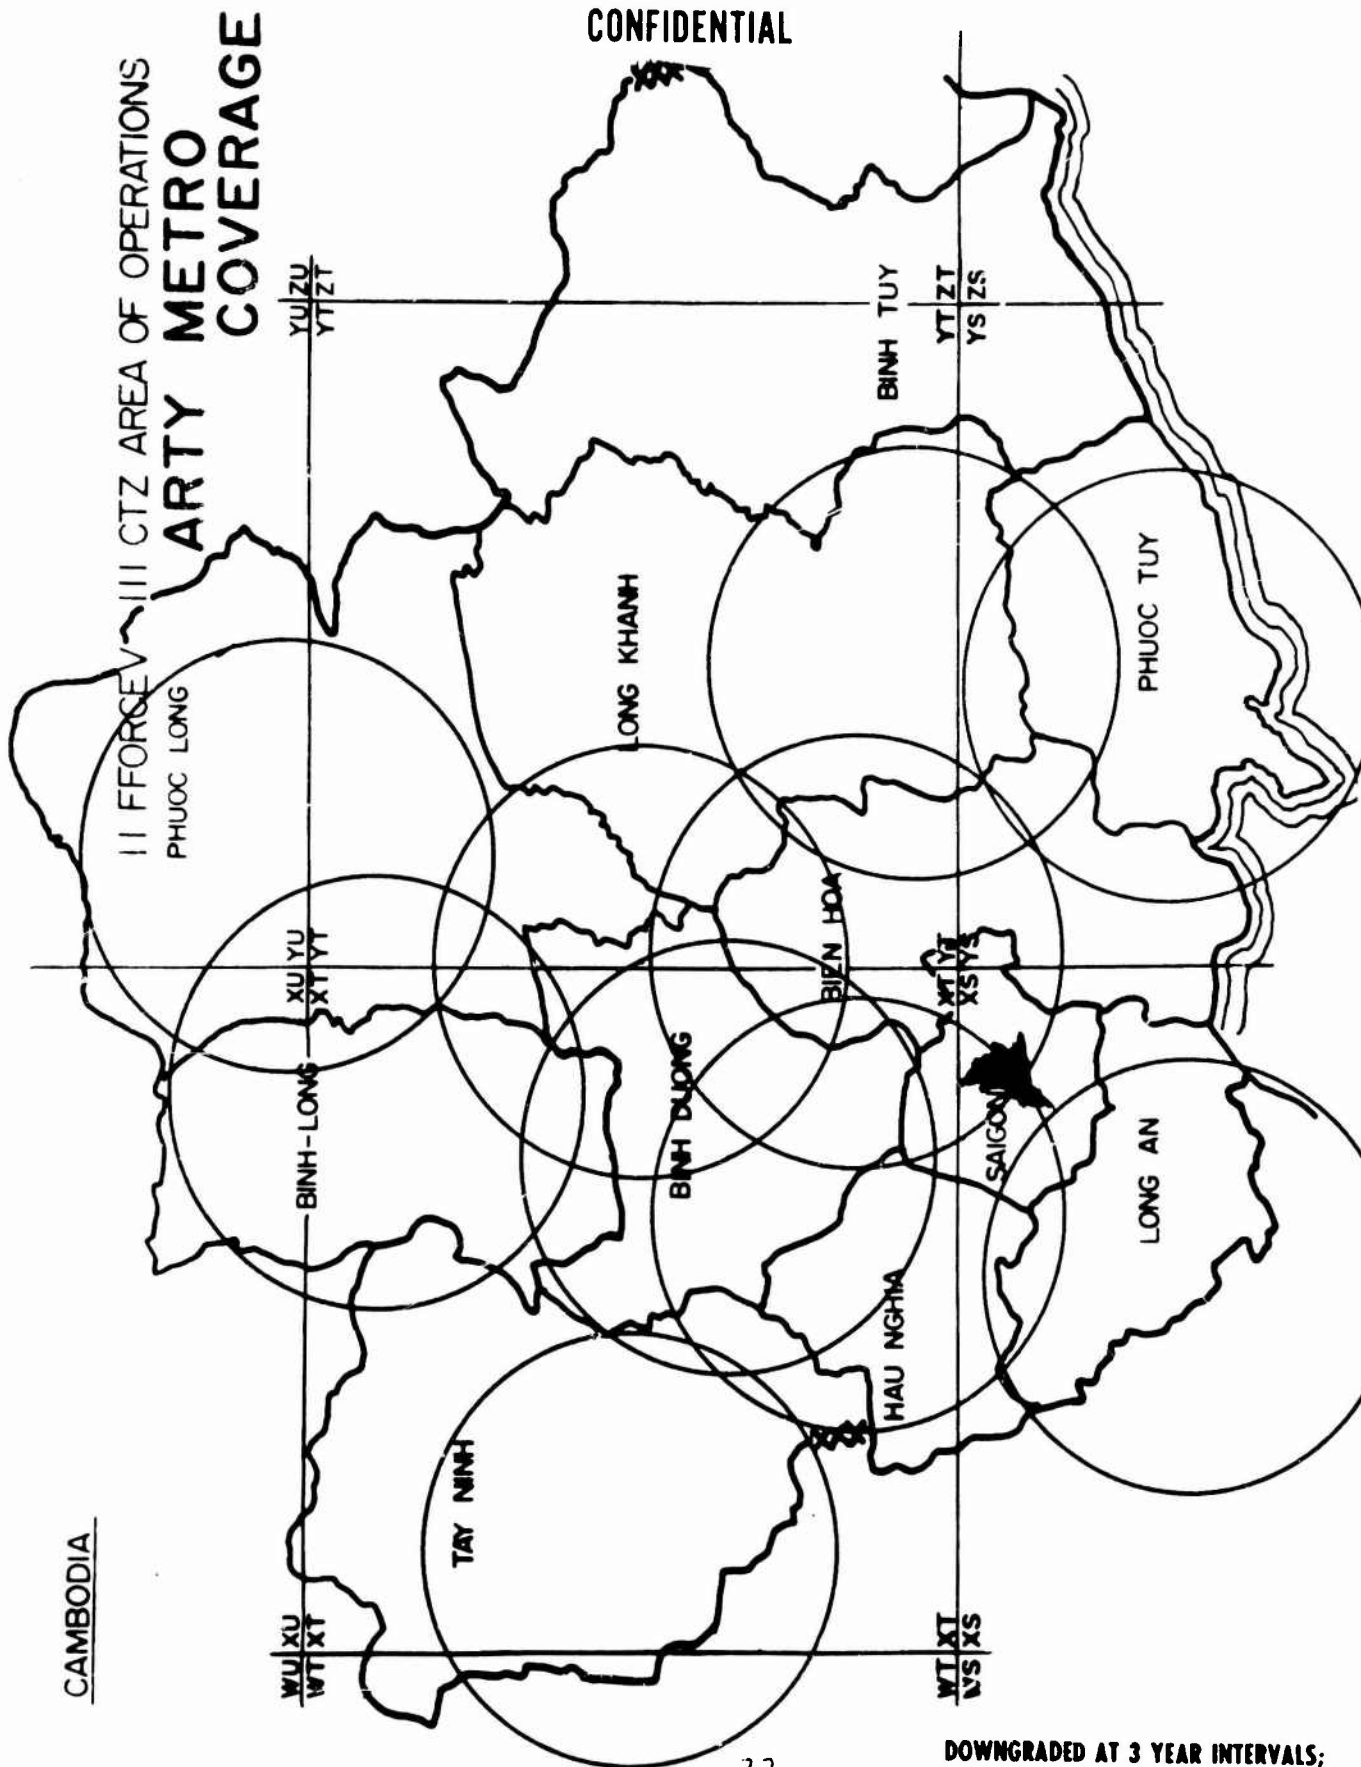 CONFIDENTIAL
II FFORCEV-III CTZ AREA OF OPERATIONS
ARTY METRO
COVERAGE
CAMBODIA
PHUOC LONG
WU XU
WT XT
BINH-LONG
XU YU
XT YT
YU ZU
YT ZT
TAY NINH
LONG KHANH
BINH DUONG
BIEN HOA
HAU NGHIA
BINH TUY
WT XT
WS XS
XT YT
XS YS
YT ZT
YS ZS
SAIGON
LONG AN
PHUOC TUY
DOWNGRADED AT 3 YEAR INTERVALS;